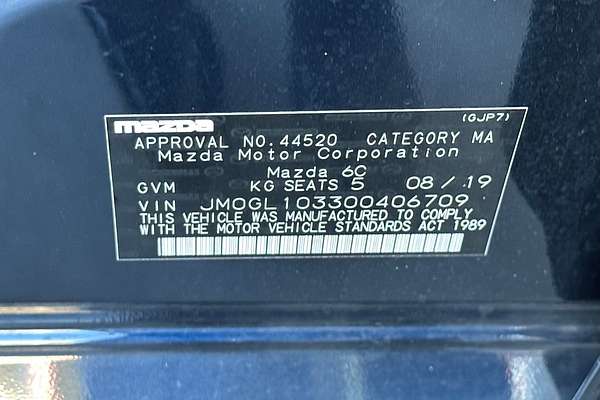 (GJP7)
mazda
APPROVAL NO.44520 CATEGORY MA
Mazda Motor Corporation
Mazda 6C
GVM KG SEATS 5 08/19
VIN JM0GL103300406709
THIS VEHICLE WAS MANUFACTURED TO COMPLY
WITH THE MOTOR VEHICLE STANDARDS ACT 1989